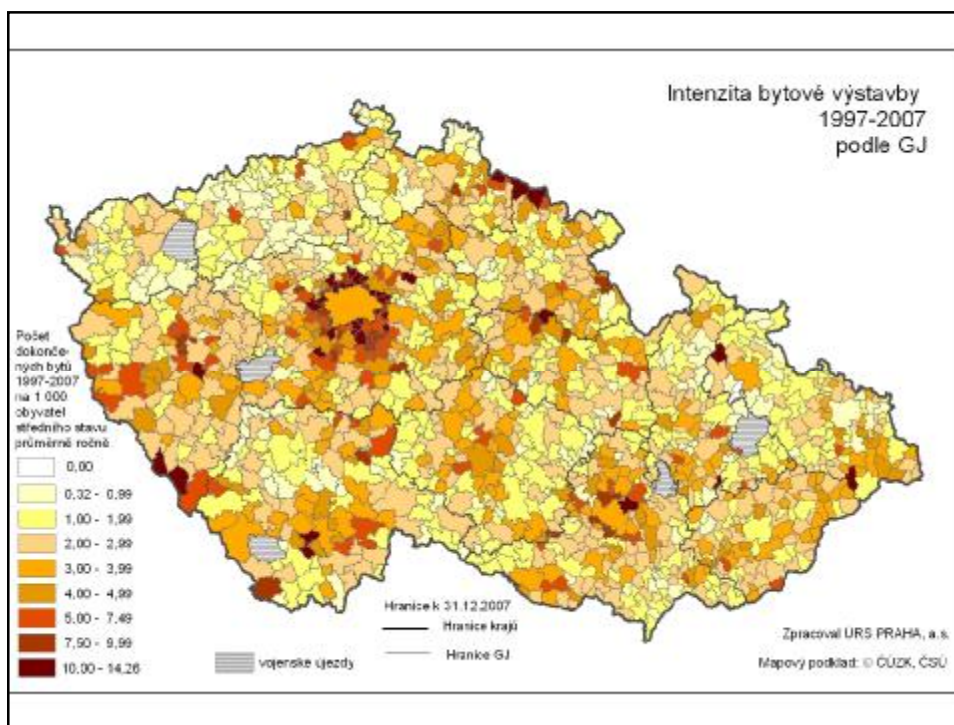 Intenzita bytové výstavby
1997-2007
podle GJ
Počet
dokonče-
ných bytů
1997-2007
na 1 000
obyvatel
středního stavu
průměrně ročně
0,00
0,32 - 0,99
1,00 - 1,99
2,00 - 2,99
3,00 - 3,99
4,00 - 4,99
5,00 - 7,49
7,50 - 9,99
10,00 - 14,26
vojenské újezdy
Hranice k 31.12.2007
Hranice krajů
Hranice GJ
Zpracoval URS PRAHA, a.s.
Mapový podklad: © ČÚZK, ČSÚ